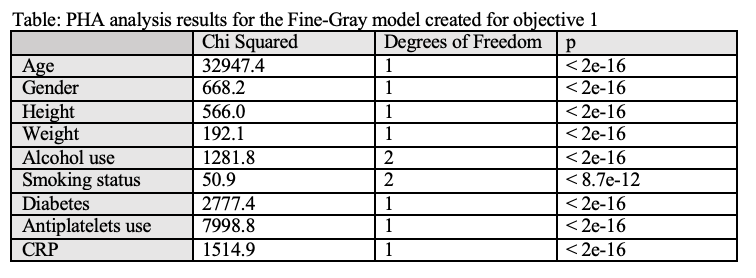 Table: PHA analysis results for the Fine-Gray model created for objective 1
Chi Squared Degrees of Freedom p
Age 32947.4 1 < 2e-16
Gender 668.2 1 < 2e-16
Height 566.0 1 < 2e-16
Weight 192.1 1 < 2e-16
Alcohol use 1281.8 2 < 2e-16
Smoking status 50.9 2 < 8.7e-12
Diabetes 2777.4 1 < 2e-16
Antiplatelets use 7998.8 1 < 2e-16
CRP 1514.9 1 < 2e-16